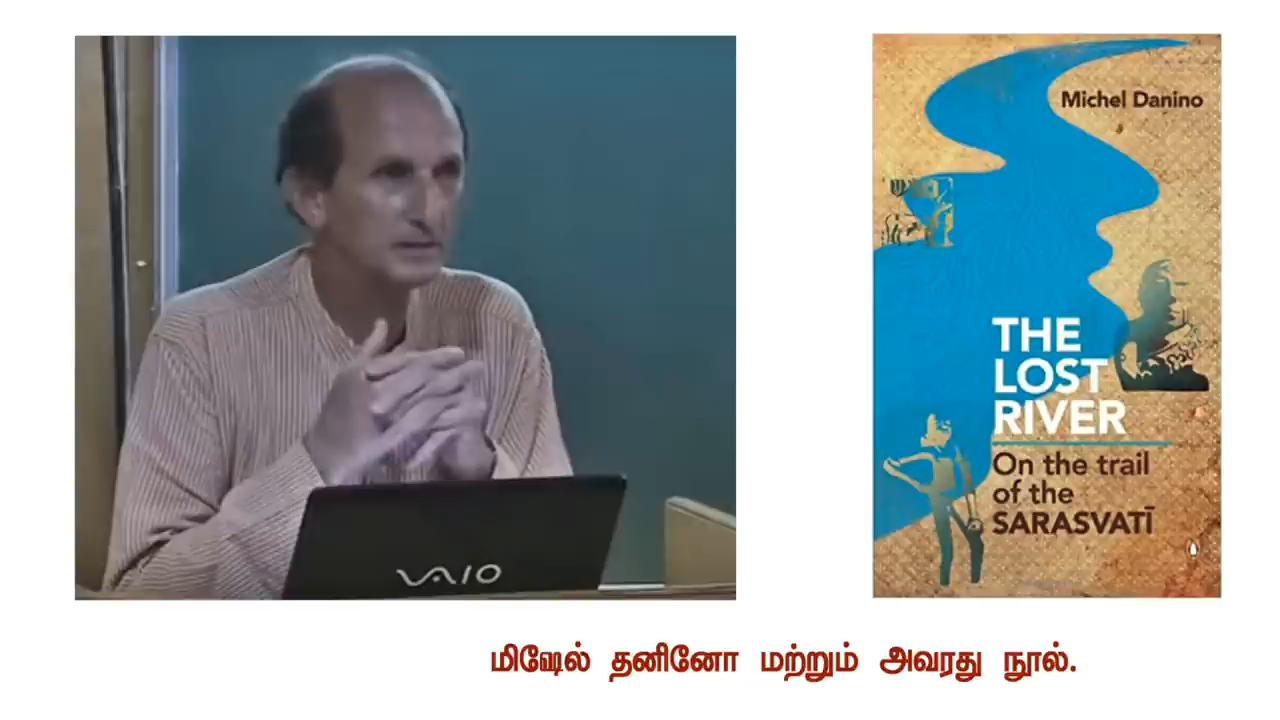 Michel Danino
THE
LOST
RIVER
On the trail
of the
SARASVATĪ
VAIO
மிஷேல் தனினோ மற்றும் அவரது நூல்.